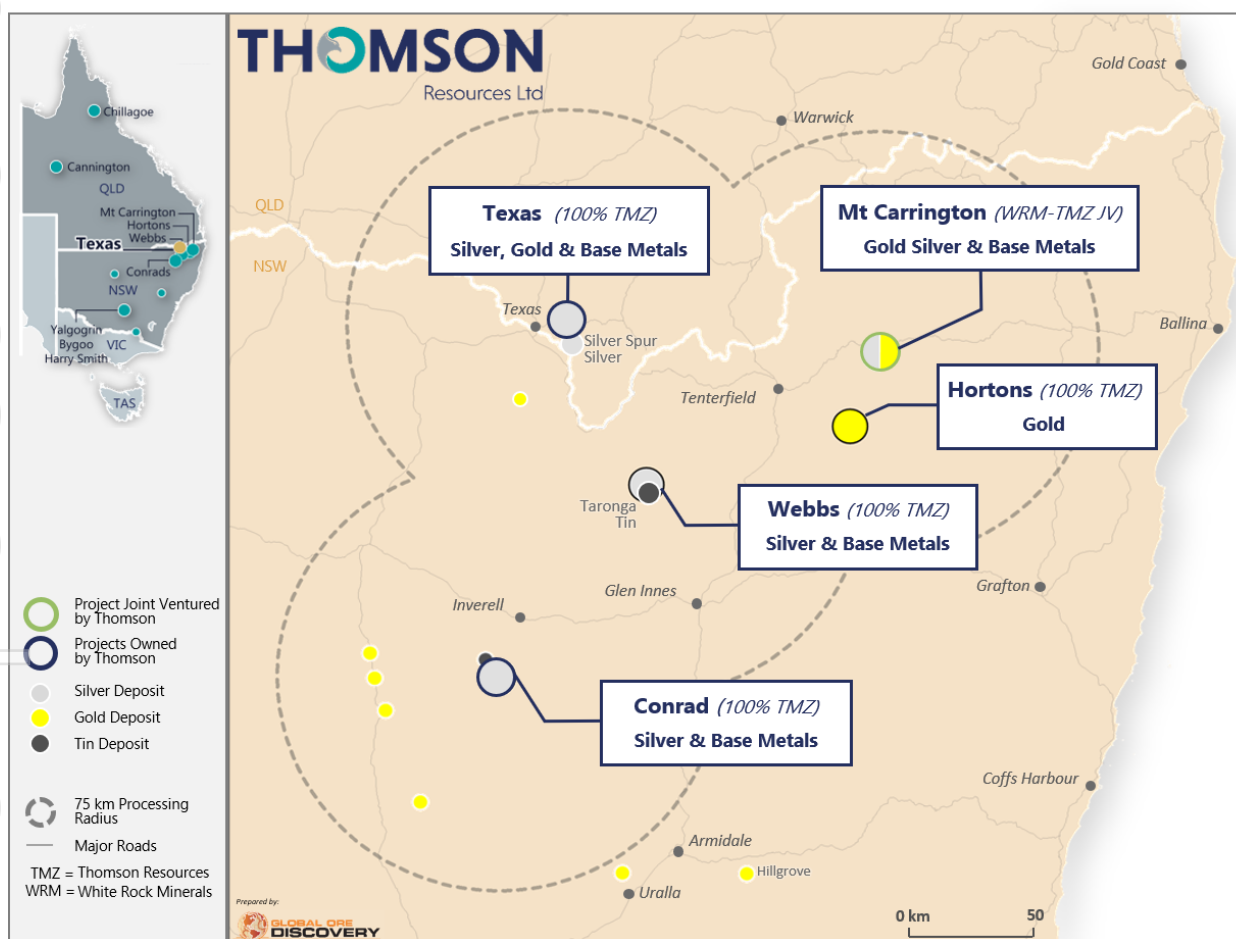 Chillagoe
Cannington
QLD
Mt Carrington
Hortons
Webbs
Texas
Conrads
NSW
Yalgogrin
Bygoo
Harry Smith
VIC
TAS
Project Joint Ventured
by Thomson
Projects Owned
by Thomson
Silver Deposit
Gold Deposit
Tin Deposit
75 km Processing
Radius
Major Roads
TMZ = Thomson Resources
WRM = White Rock Minerals
THOMSON
Resources Ltd
Gold Coast
Warwick
QLD
NSW
Texas (100% TMZ)
Silver, Gold & Base Metals
Mt Carrington (WRM-TMZ JV)
Gold Silver & Base Metals
Texas
Silver Spur
Silver
Ballina
Tenterfield
Hortons (100% TMZ)
Gold
Taronga
Tin
Webbs (100% TMZ)
Silver & Base Metals
Inverell
Glen Innes
Grafton
Conrad (100% TMZ)
Silver & Base Metals
Coffs Harbour
Armidale
Hillgrove
Uralla
Prepared by:
GLOBAL ORE
DISCOVERY
0 km 50